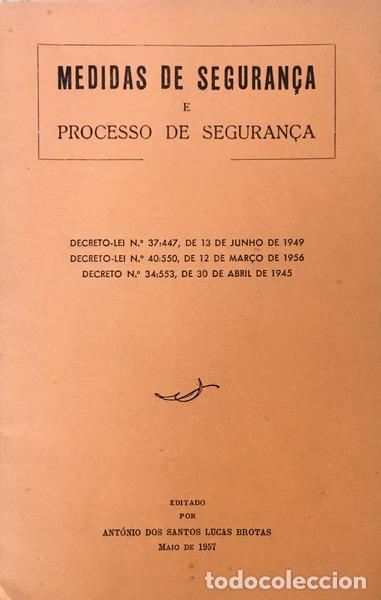 MEDIDAS DE SEGURANÇA
E
PROCESSO DE SEGURANÇA
DECRETO-LEI N.º 37:447, DE 13 DE JUNHO DE 1949
DECRETO-LEI N.º 40:550, DE 12 DE MARÇO DE 1956
DECRETO N.º 34:553, DE 30 DE ABRIL DE 1945
EDITADO
POR
ANTÓNIO DOS SANTOS LUCAS BROTAS
MAIO DE 1957
todocoleccion